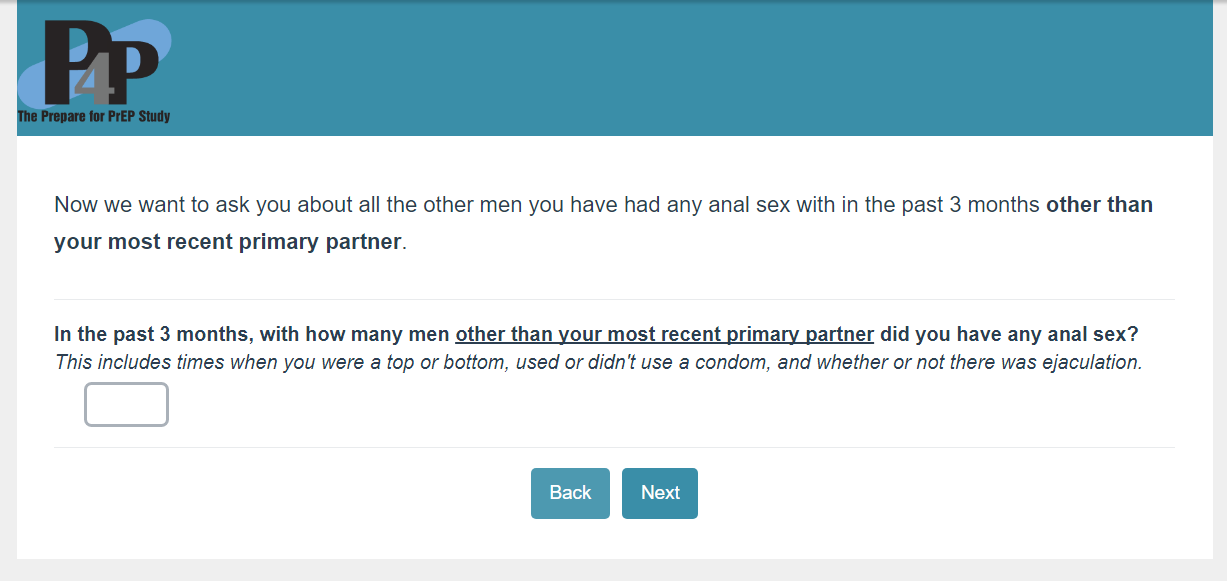 P4P
The Prepare for PrEP Study
Now we want to ask you about all the other men you have had any anal sex with in the past 3 months other than
your most recent primary partner.
In the past 3 months, with how many men other than your most recent primary partner did you have any anal sex?
This includes times when you were a top or bottom, used or didn't use a condom, and whether or not there was ejaculation.
Back Next